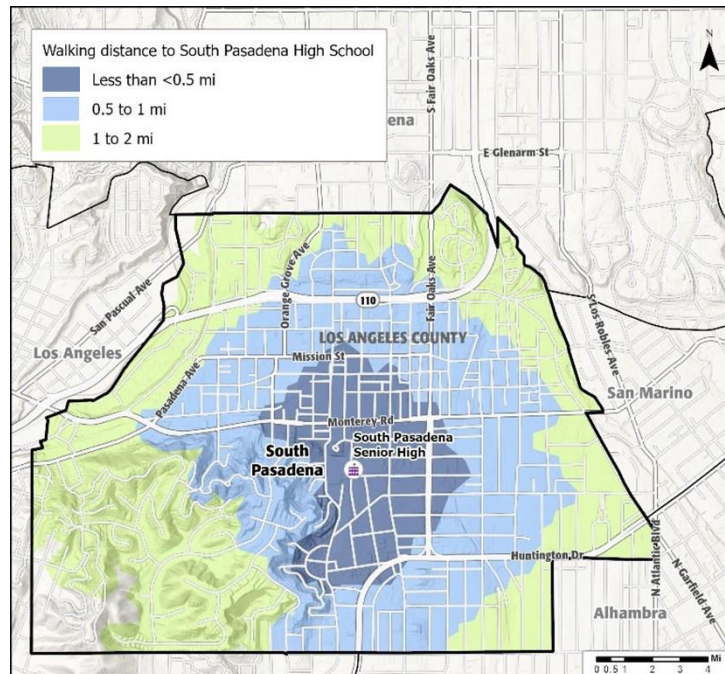 Walking distance to South Pasadena High School
Less than <0.5 mi
0.5 to 1 mi
1 to 2 mi
S Fair Oaks Ave
N
ena
E Glenarm St
San Pascual Ave
Orange Grove Ave
110
Fair Oaks Ave
S Los Robles Ave
Los Angeles
LOS ANGELES COUNTY
Mission St
Pasadena Ave
San Marino
Monterey Rd
South
Pasadena
South Pasadena
Senior High
Huntington Dr
N Atlantic Blvd
N Garfield Ave
Alhambra
Mi
0 0.5 1 2 3 4